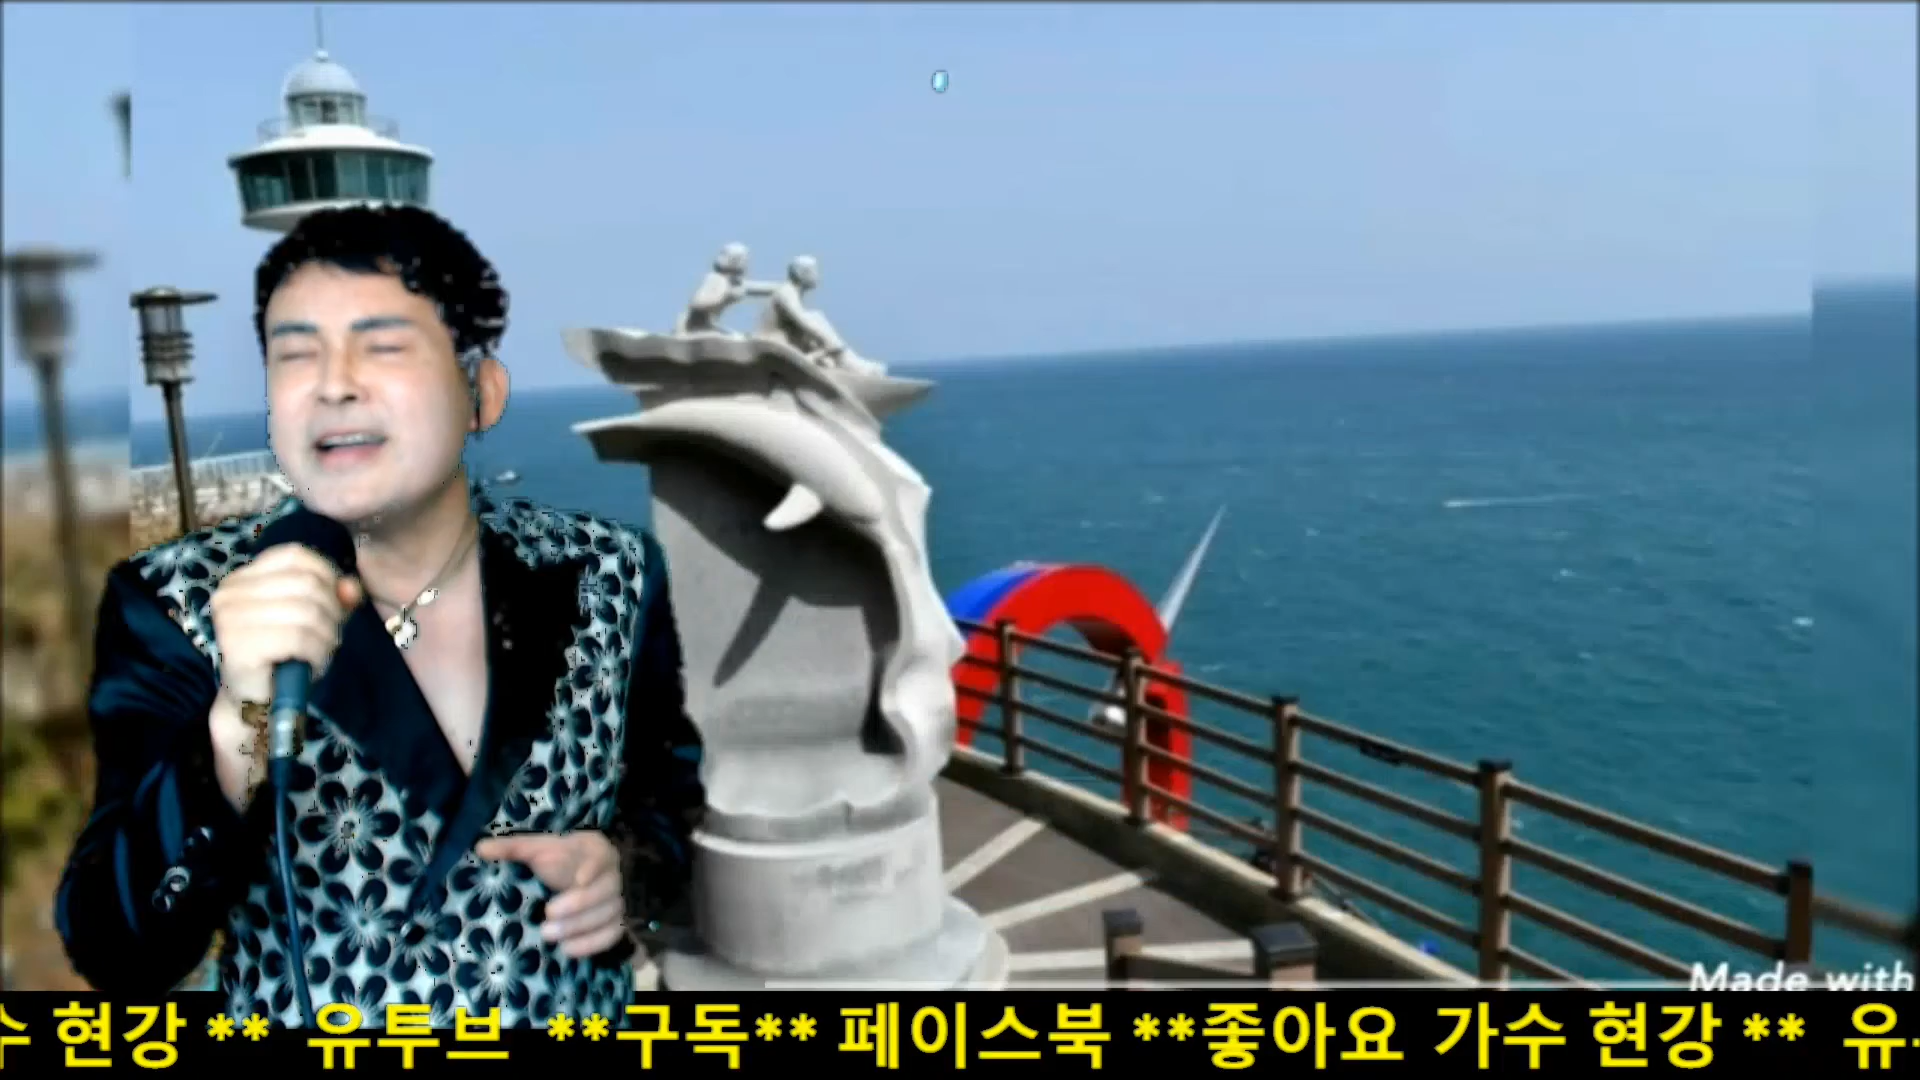 Made with
수 현강 ** 유투브 **구독** 페이스북 **좋아요 가수 현강 ** 유